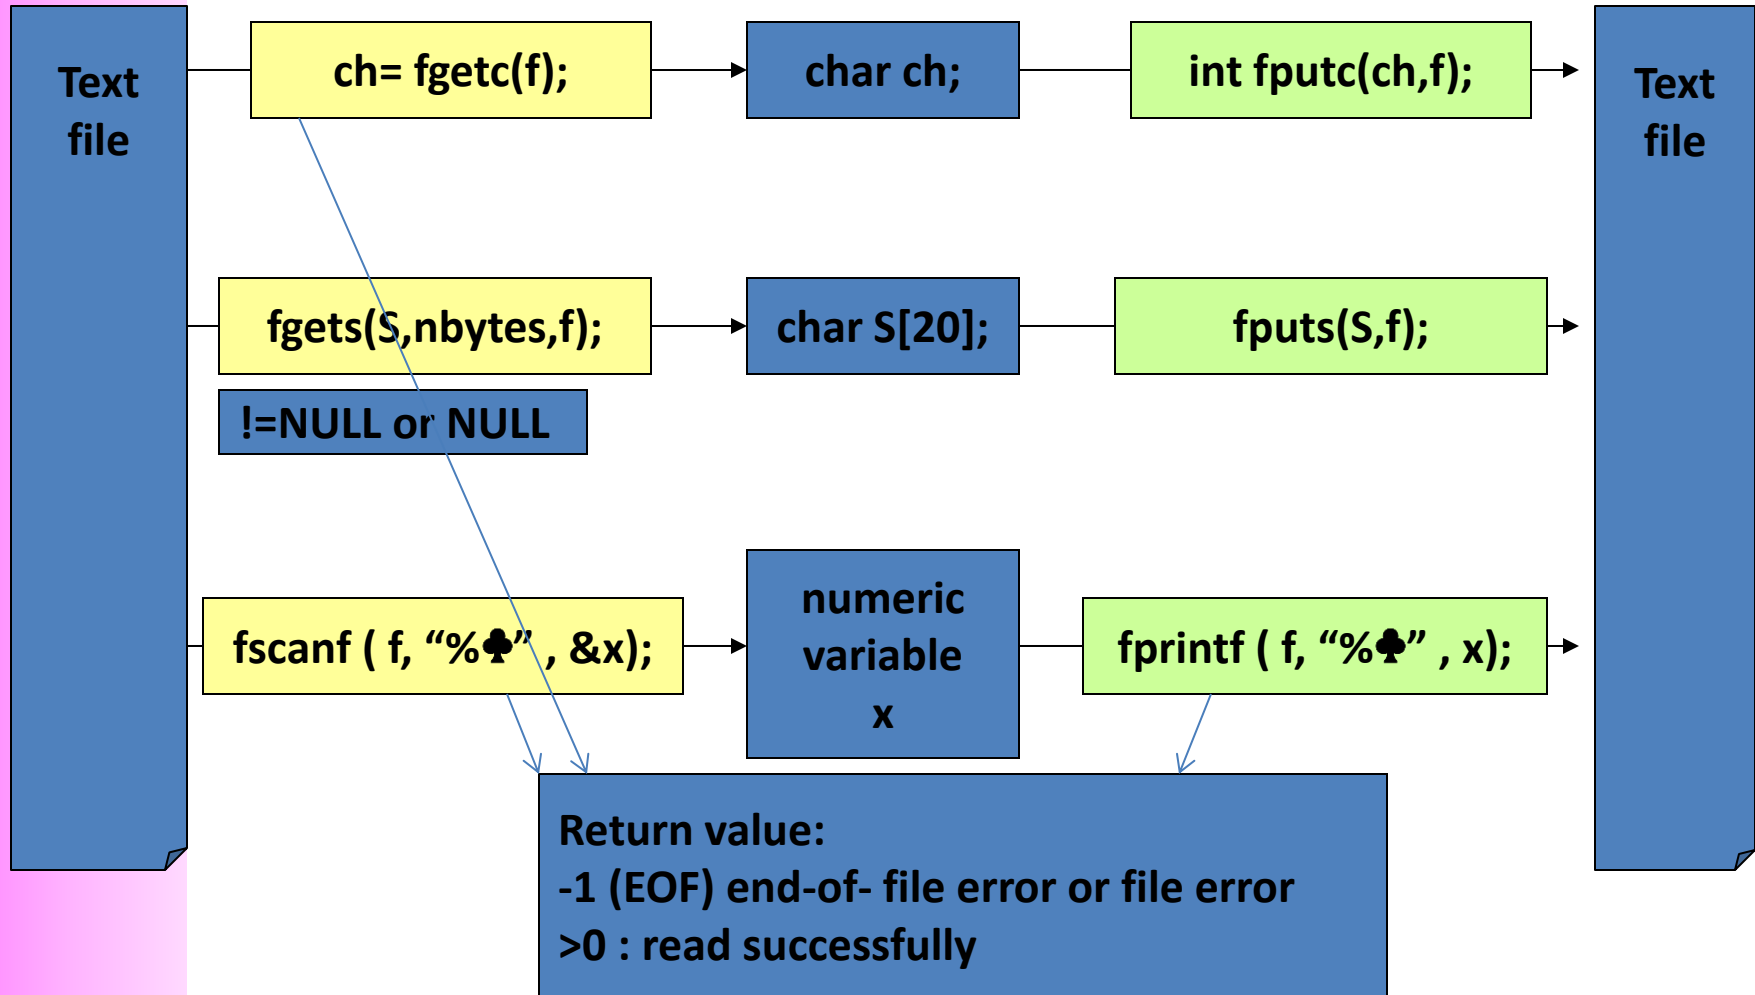 Text
file
ch= fgetc(f);
char ch;
int fputc(ch,f);
Text
file
fgets(S,nbytes,f);
char S[20];
fputs(S,f);
!=NULL or NULL
fscanf ( f, “%♣” , &x);
numeric
variable
x
fprintf ( f, “%♣” , x);
Return value:
-1 (EOF) end-of- file error or file error
>0 : read successfully